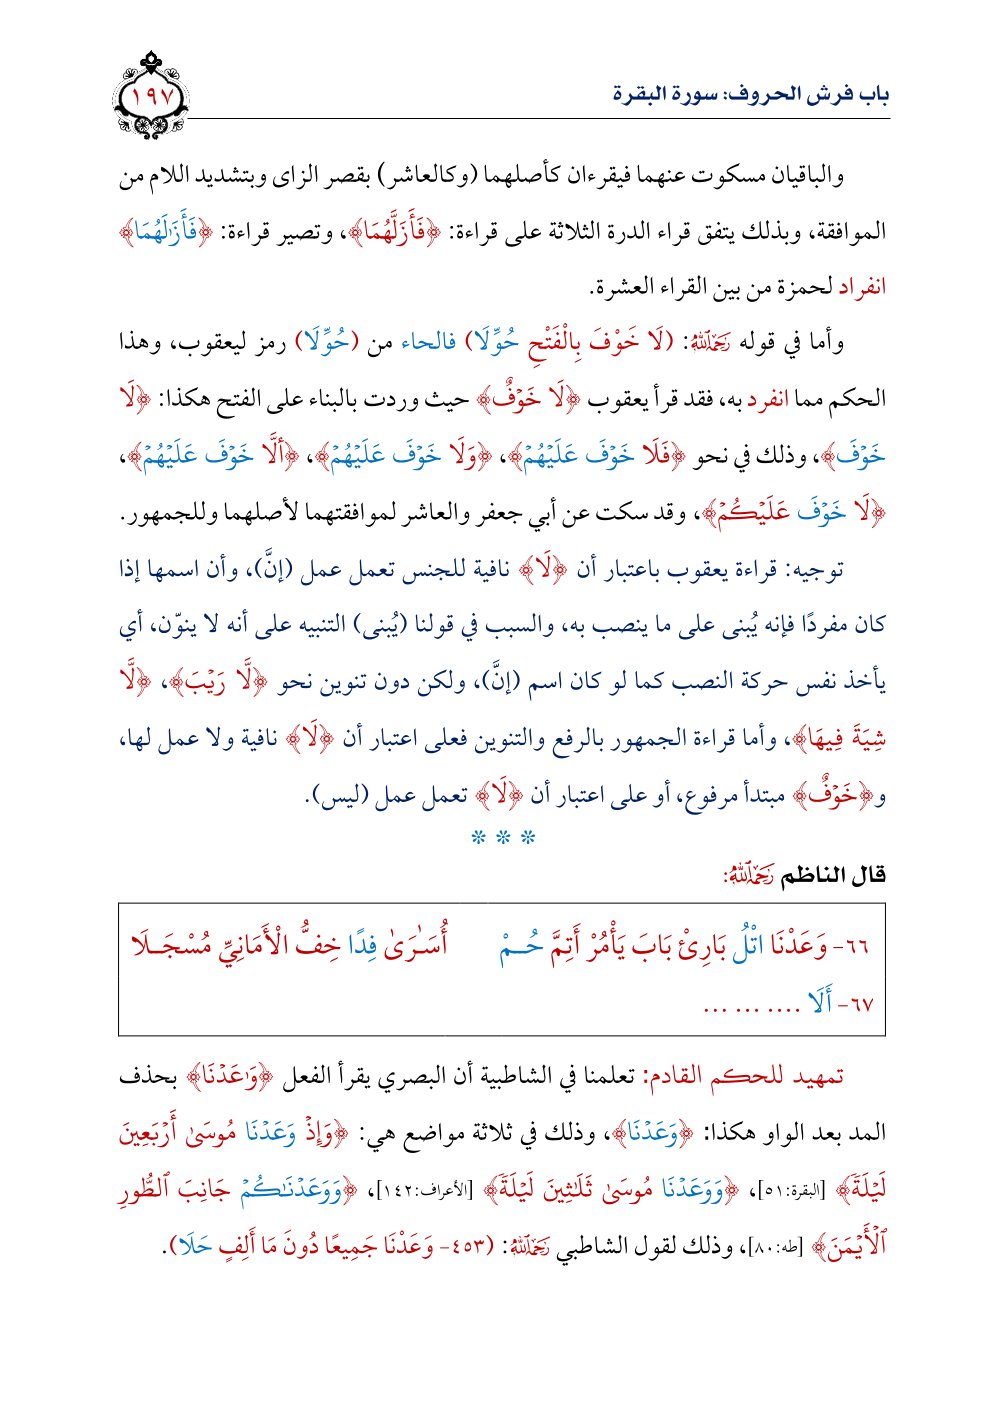 باب فرش الحروف: سورة البقرة
١٩٧
والباقيان مسكوت عنهما فيقرءان كأصلهما (وكالعاشر) بقصر الزاى وبتشديد اللام من
الموافقة، وبذلك يتفق قراء الدرة الثلاثة على قراءة: ﴿فَأَزَلَّهُمَا﴾، وتصير قراءة: ﴿فَأَزَٰلَهُمَا﴾
انفراد لحمزة من بين القراء العشرة.
وأما في قوله رَحِمَهُ ٱللَّهُ: (لَا خَوْفَ بِالْفَتْحِ حُوِّلَا) فالحاء من (حُوِّلَا) رمز ليعقوب، وهذا
الحكم مما انفرد به، فقد قرأ يعقوب ﴿لَا خَوْفٌ﴾ حيث وردت بالبناء على الفتح هكذا: ﴿لَا
خَوْفَ﴾، وذلك في نحو ﴿فَلَا خَوْفَ عَلَيْهُمْ﴾، ﴿وَلَا خَوْفَ عَلَيْهُمْ﴾، ﴿ألَّا خَوْفَ عَلَيْهُمْ﴾،
﴿لَا خَوْفَ عَلَيْكُمْ﴾، وقد سكت عن أبي جعفر والعاشر لموافقتهما لأصلهما وللجمهور.
توجيه: قراءة يعقوب باعتبار أن ﴿لَا﴾ نافية للجنس تعمل عمل (إنَّ)، وأن اسمها إذا
كان مفردًا فإنه يُبنى على ما ينصب به، والسبب في قولنا (يُبنى) التنبيه على أنه لا ينوّن، أي
يأخذ نفس حركة النصب كما لو كان اسم (إنَّ)، ولكن دون تنوين نحو ﴿لَّا رَيْبَ﴾، ﴿لَّا
شِيَةَ فِيهَا﴾، وأما قراءة الجمهور بالرفع والتنوين فعلى اعتبار أن ﴿لَا﴾ نافية ولا عمل لها،
و﴿خَوْفٌ﴾ مبتدأ مرفوع، أو على اعتبار أن ﴿لَا﴾ تعمل عمل (ليس).
* * *
قال الناظم رَحِمَهُ ٱللَّهُ:
٦٦- وَعَدْنَا اتْلُ بَارِئْ بَابَ يَأْمُرْ أَتِمَّ حُـمْ أُسَـٰرَىٰ فِدًا خِفُّ الْأَمَانِيِّ مُسْجَـلَا
٦٧- أَلَا .... ... ...
تمهيد للحكم القادم: تعلمنا في الشاطبية أن البصري يقرأ الفعل ﴿وَٰعَدْنَا﴾ بحذف
المد بعد الواو هكذا: ﴿وَعَدْنَا﴾، وذلك في ثلاثة مواضع هي: ﴿وَإِذْ وَعَدْنَا مُوسَىٰ أَرْبَعِينَ
لَيْلَةً﴾ [البقرة:٥١]، ﴿وَوَعَدْنَا مُوسَىٰ ثَلَٰثِينَ لَيْلَةً﴾ [الأعراف:١٤٢]، ﴿وَوَعَدْنَٰكُمْ جَانِبَ ٱلطُّورِ
ٱلْأَيْمَنَ﴾ [طه:٨٠]، وذلك لقول الشاطبي رَحِمَهُ ٱللَّهُ: (٤٥٣- وَعَدْنَا جَمِيعًا دُونَ مَا أَلِفٍ حَلَا).